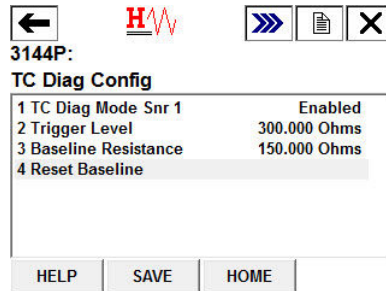 H
3144P:
TC Diag Config
1 TC Diag Mode Snr 1 Enabled
2 Trigger Level 300.000 Ohms
3 Baseline Resistance 150.000 Ohms
4 Reset Baseline
HELP SAVE HOME